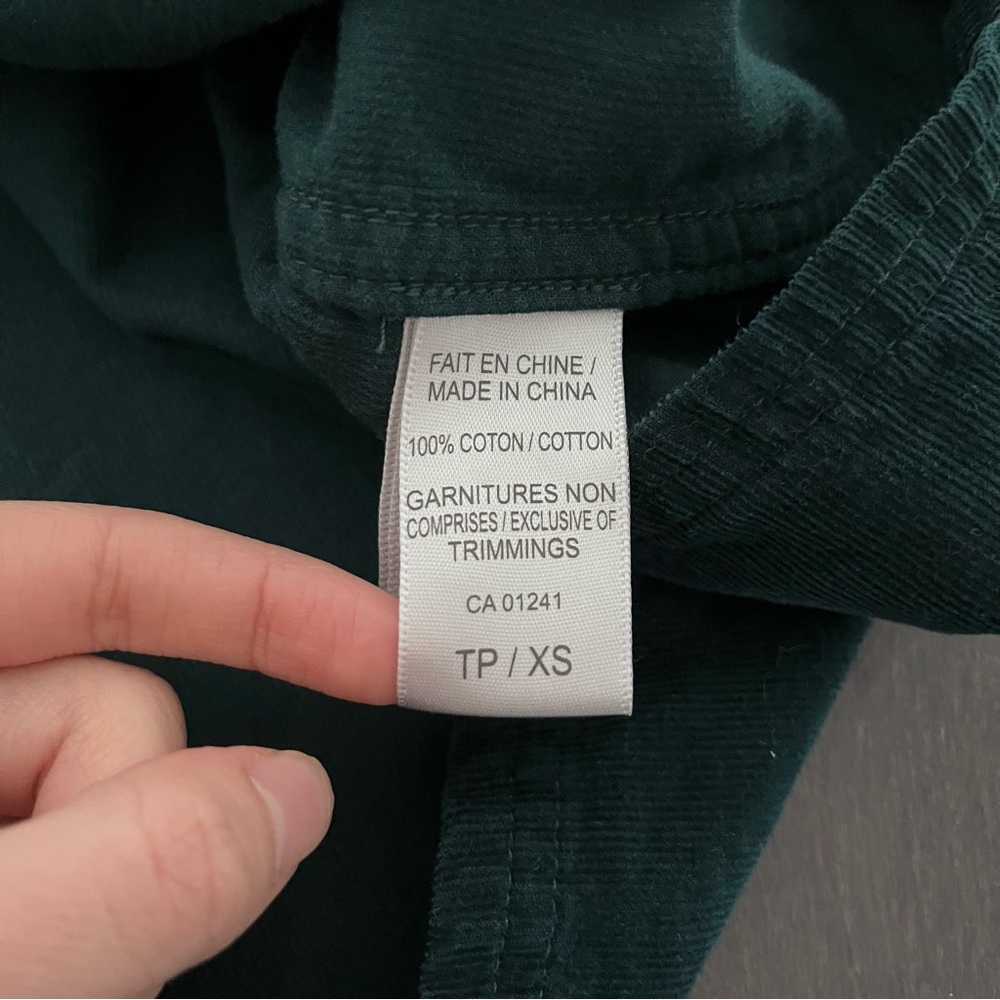 FAIT EN CHINE /
MADE IN CHINA
100% COTON / COTTON
GARNITURES NON
COMPRISES / EXCLUSIVE OF
TRIMMINGS
CA 01241
TP / XS